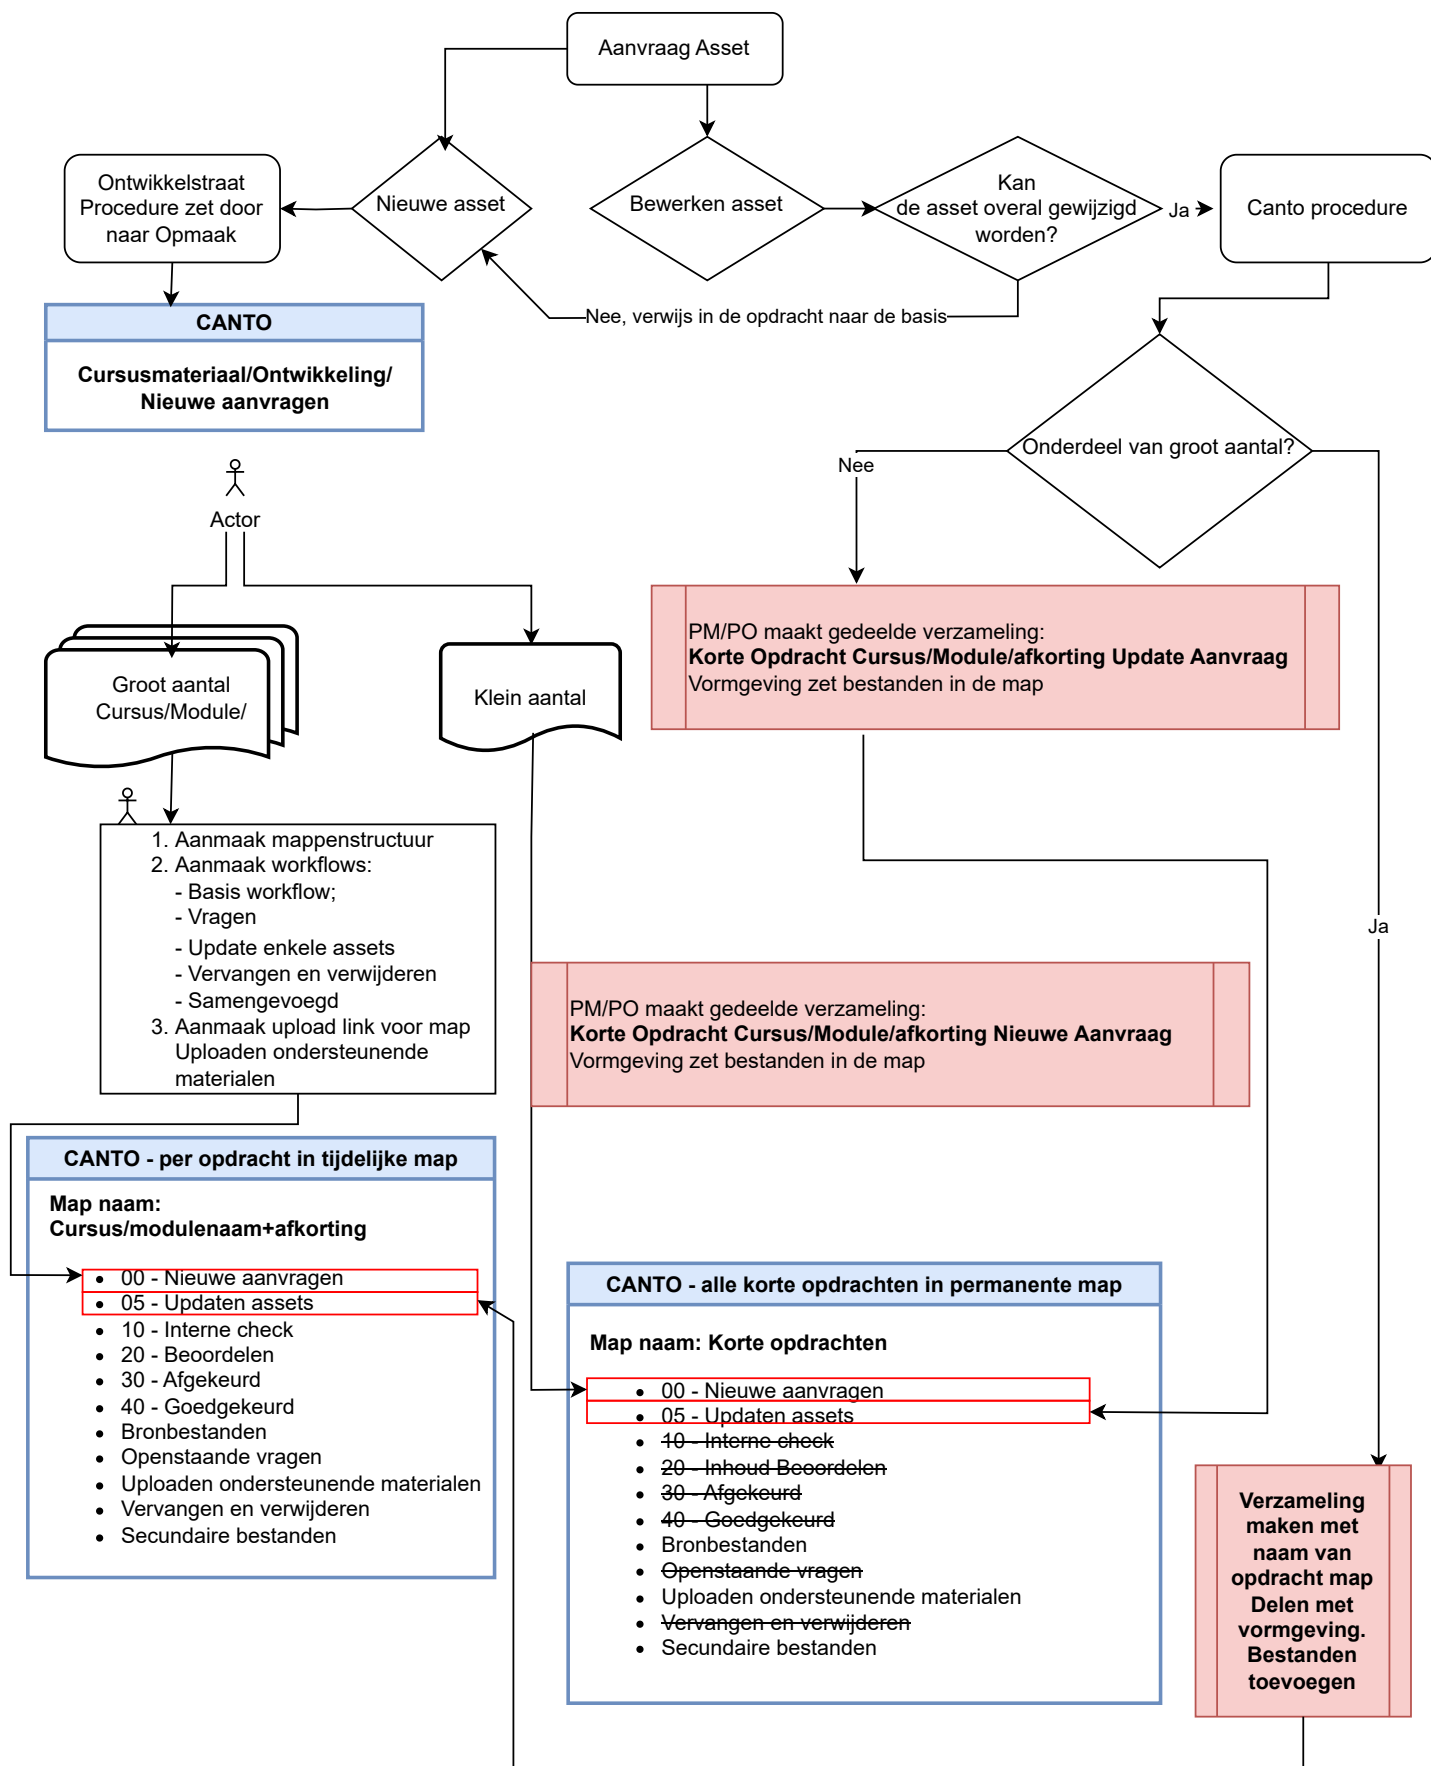 Aanvraag Asset
Ontwikkelstraat
Procedure zet door
naar Opmaak
Nieuwe asset
Bewerken asset
Kan
de asset overal gewijzigd
worden?
Ja
Canto procedure
Nee, verwijs in de opdracht naar de basis
CANTO
Cursusmateriaal/Ontwikkeling/
Nieuwe aanvragen
Onderdeel van groot aantal?
Nee
Actor
PM/PO maakt gedeelde verzameling:
Korte Opdracht Cursus/Module/afkorting Update Aanvraag
Vormgeving zet bestanden in de map
Groot aantal
Cursus/Module/
Klein aantal
1. Aanmaak mappenstructuur
2. Aanmaak workflows:
- Basis workflow;
- Vragen
- Update enkele assets
- Vervangen en verwijderen
- Samengevoegd
3. Aanmaak upload link voor map
Uploaden ondersteunende
materialen
Ja
PM/PO maakt gedeelde verzameling:
Korte Opdracht Cursus/Module/afkorting Nieuwe Aanvraag
Vormgeving zet bestanden in de map
CANTO - per opdracht in tijdelijke map
Map naam:
Cursus/modulenaam+afkorting
• 00 - Nieuwe aanvragen
• 05 - Updaten assets
• 10 - Interne check
• 20 - Beoordelen
• 30 - Afgekeurd
• 40 - Goedgekeurd
• Bronbestanden
• Openstaande vragen
• Uploaden ondersteunende materialen
• Vervangen en verwijderen
• Secundaire bestanden
CANTO - alle korte opdrachten in permanente map
Map naam: Korte opdrachten
• 00 - Nieuwe aanvragen
• 05 - Updaten assets
• 10 - Interne check
• 20 - Inhoud Beoordelen
• 30 - Afgekeurd
• 40 - Goedgekeurd
• Bronbestanden
• Openstaande vragen
• Uploaden ondersteunende materialen
• Vervangen en verwijderen
• Secundaire bestanden
Verzameling
maken met
naam van
opdracht map
Delen met
vormgeving.
Bestanden
toevoegen